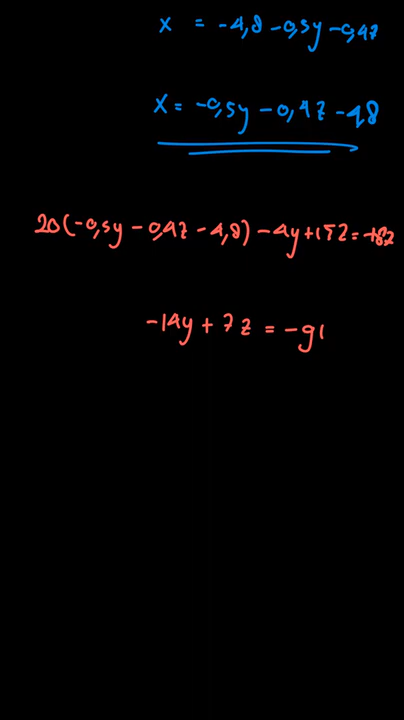 x = -4,8 -0,5y -0,4z
x = -0,5y - 0,4z - 4,8
20(-0,5y - 0,4z - 4,8) - 4y + 15z =
-14y + 7z = -91